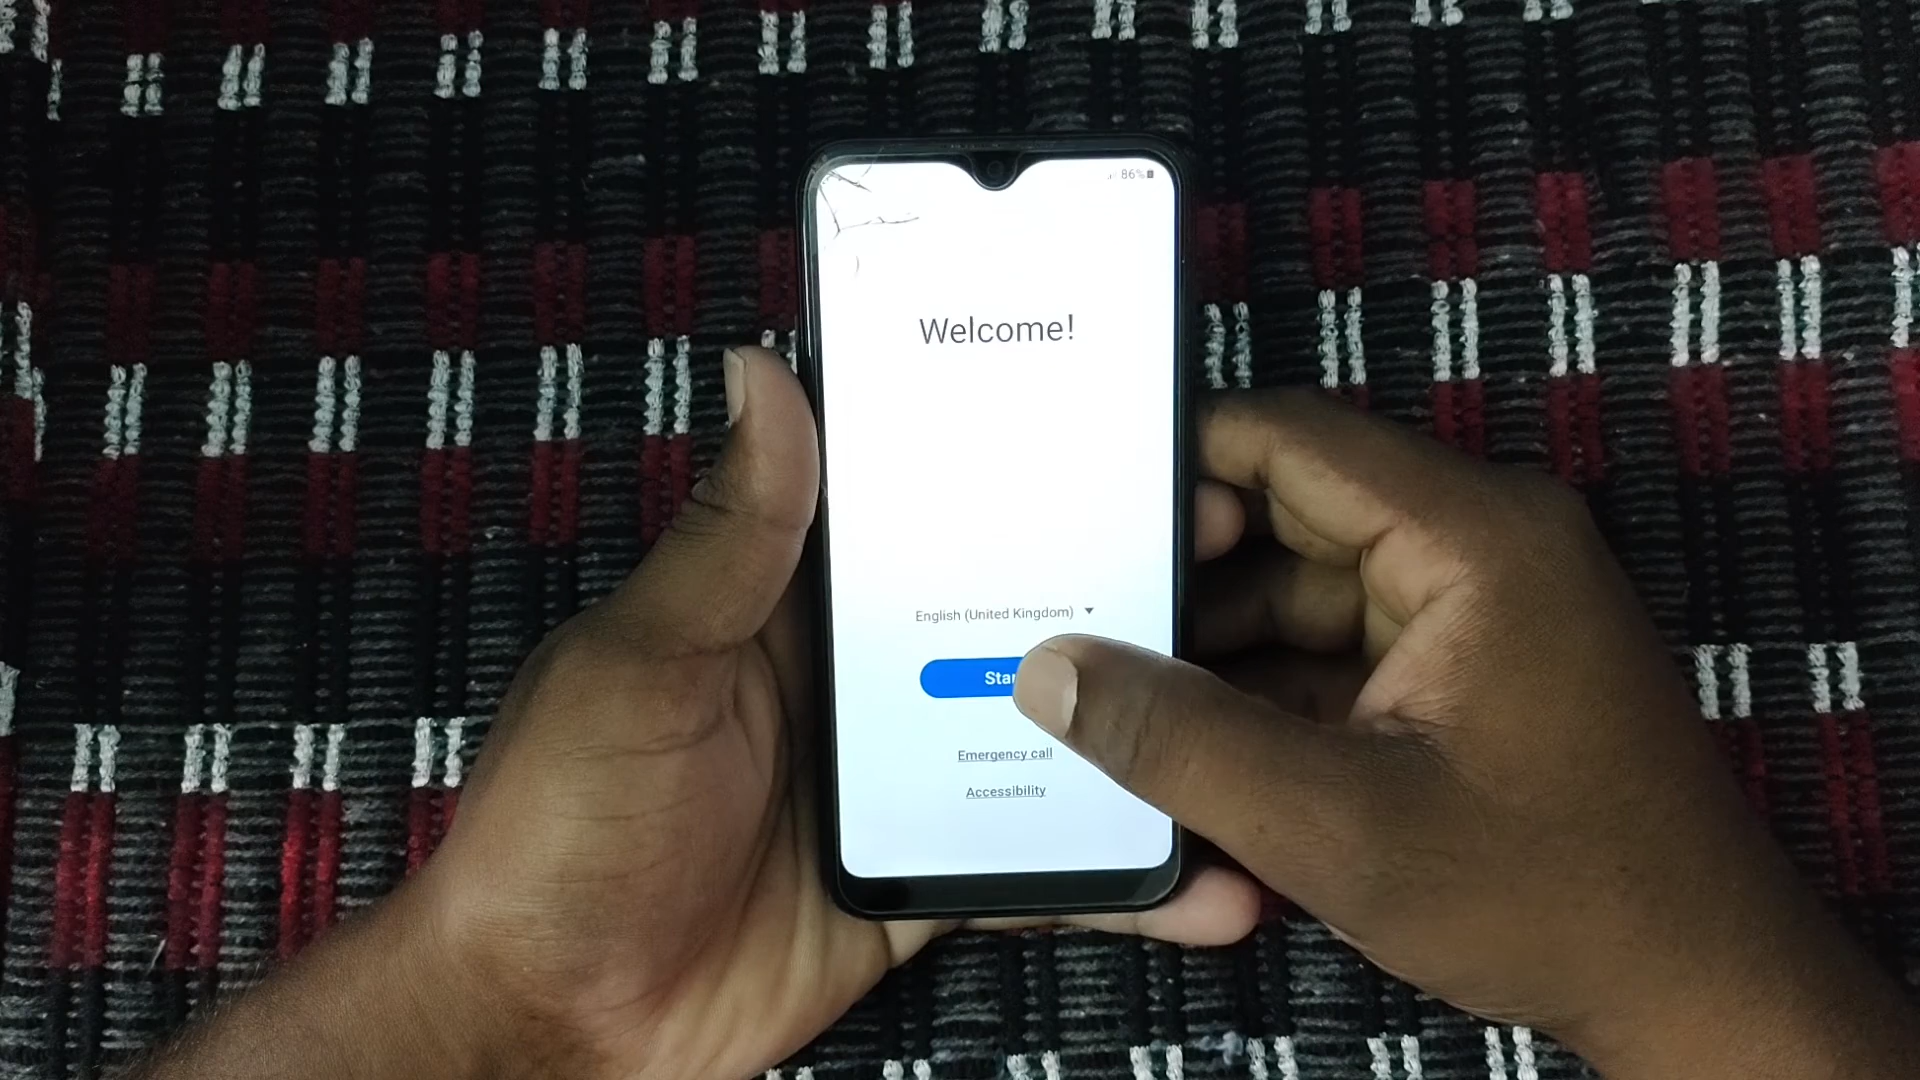 86%
Welcome!
English (United Kingdom)
Star
Emergency call
Accessibility